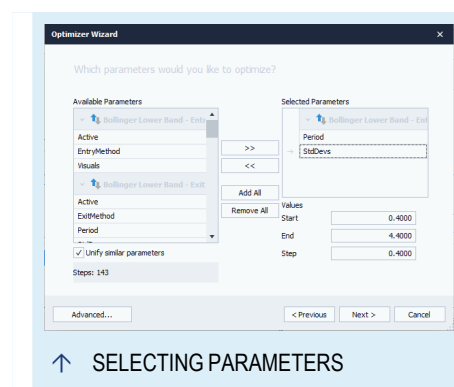 Optimizer Wizard
×
Which parameters would you like to optimize?
Available Parameters
Bollinger Lower Band - Entr
Active
EntryMethod
Visuals
Bollinger Lower Band - Exit
Active
ExitMethod
Period
>>
<<
Add All
Remove All
Selected Parameters
Bollinger Lower Band - Ent
Period
StdDevs
Values
Start 0.4000
End 4.4000
Step 0.4000
✓ Unify similar parameters
Steps: 143
Advanced...
< Previous
Next >
Cancel
↑ SELECTING PARAMETERS